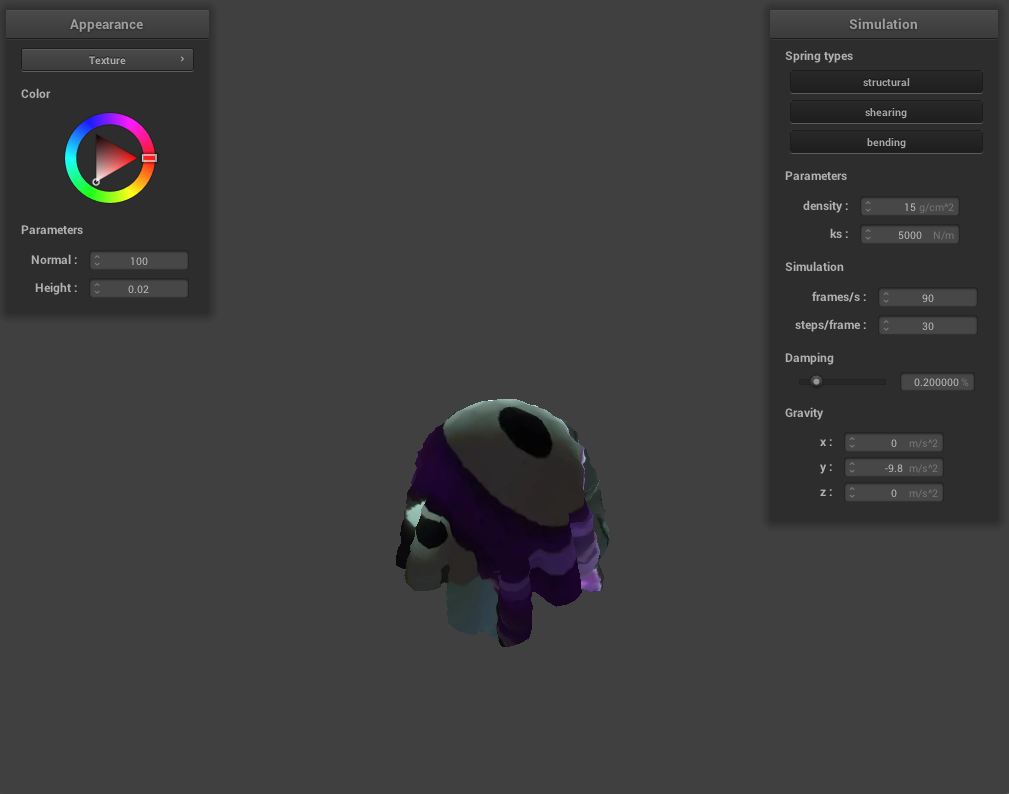 Appearance
Texture
Color
Parameters
Normal : 100
Height : 0.02
Simulation
Spring types
structural
shearing
bending
Parameters
density : 15 g/cm^2
ks : 5000 N/m
Simulation
frames/s : 90
steps/frame : 30
Damping
0.200000 %
Gravity
x : 0 m/s^2
y : -9.8 m/s^2
z : 0 m/s^2